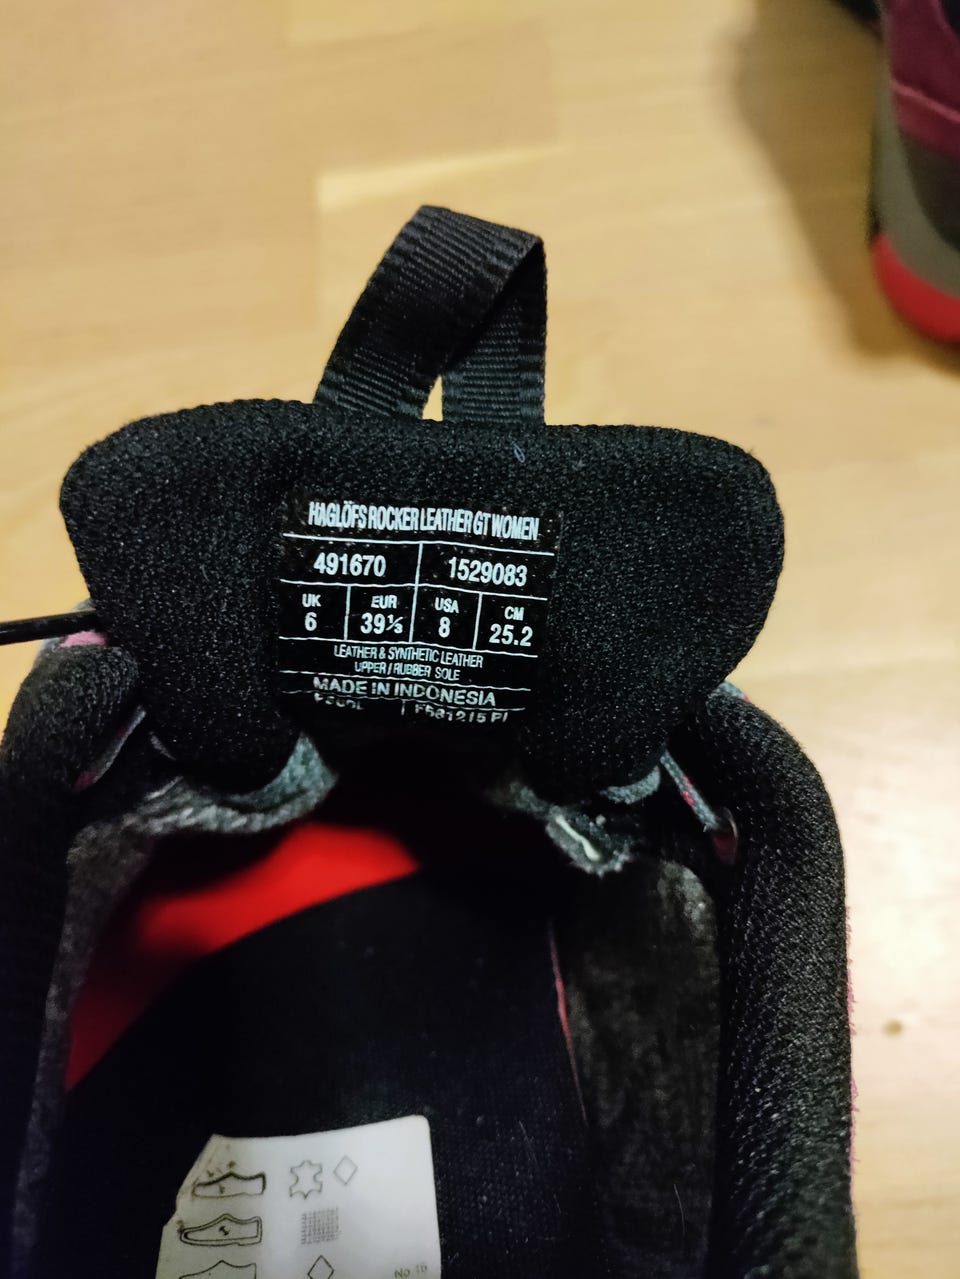 HAGLÖFS ROCKER LEATHER GT WOMEN
491670 1529083
UK EUR USA CM
6 39⅓ 8 25.2
LEATHER & SYNTHETIC LEATHER
UPPER / RUBBER SOLE
MADE IN INDONESIA